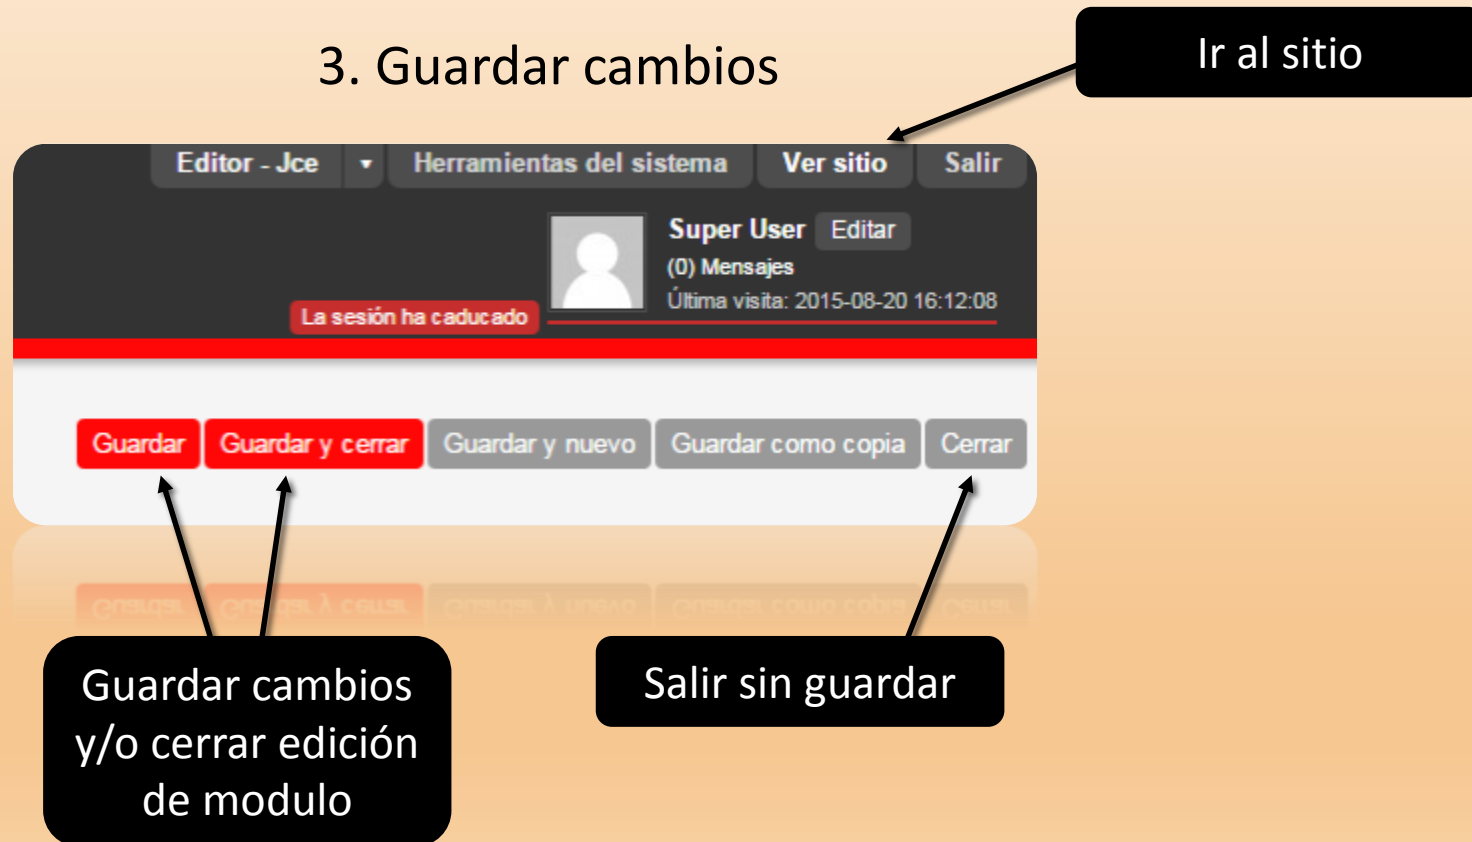 3. Guardar cambios
Ir al sitio
Editor - Jce
Herramientas del sistema
Ver sitio
Salir
Super User
Editar
(0) Mensajes
Última visita: 2015-08-20 16:12:08
La sesión ha caducado
Guardar
Guardar y cerrar
Guardar y nuevo
Guardar como copia
Cerrar
Guardar cambios
y/o cerrar edición
de modulo
Salir sin guardar